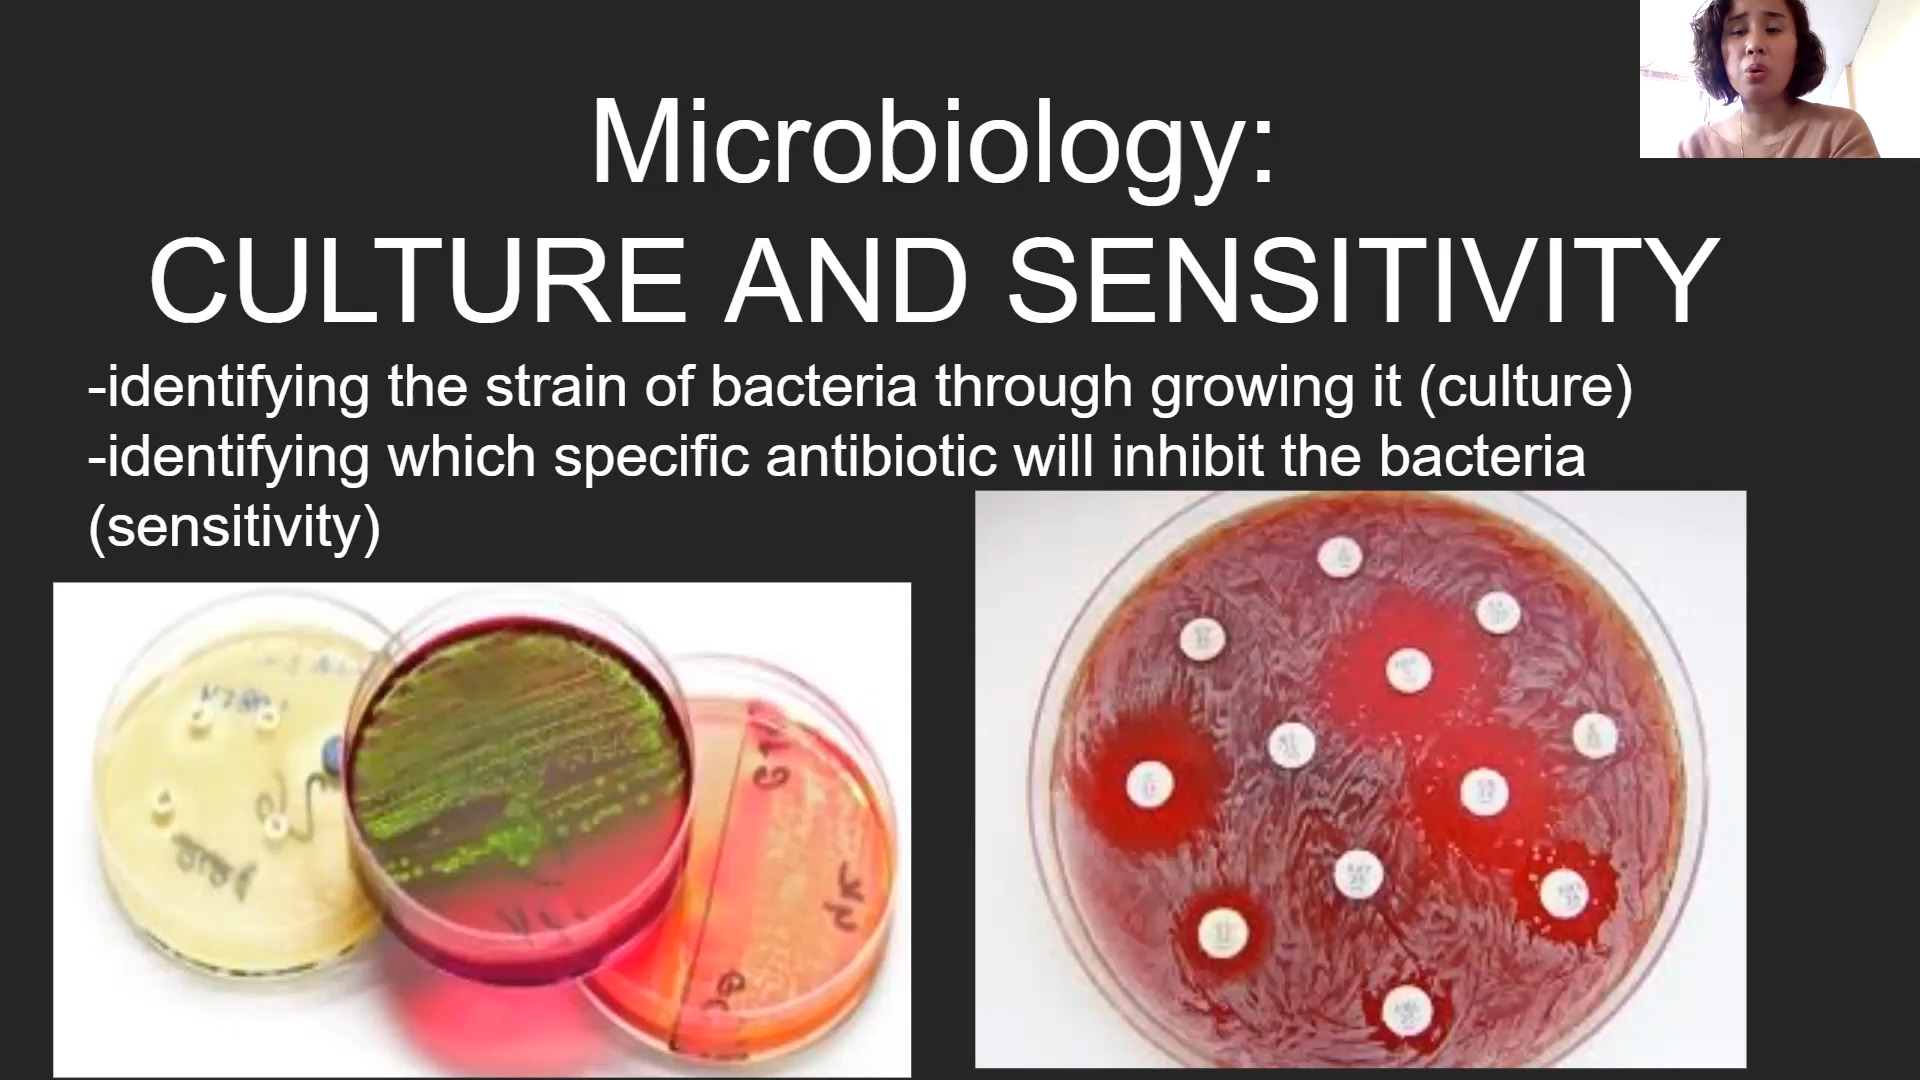 Microbiology:
CULTURE AND SENSITIVITY
-identifying the strain of bacteria through growing it (culture)
-identifying which specific antibiotic will inhibit the bacteria
(sensitivity)